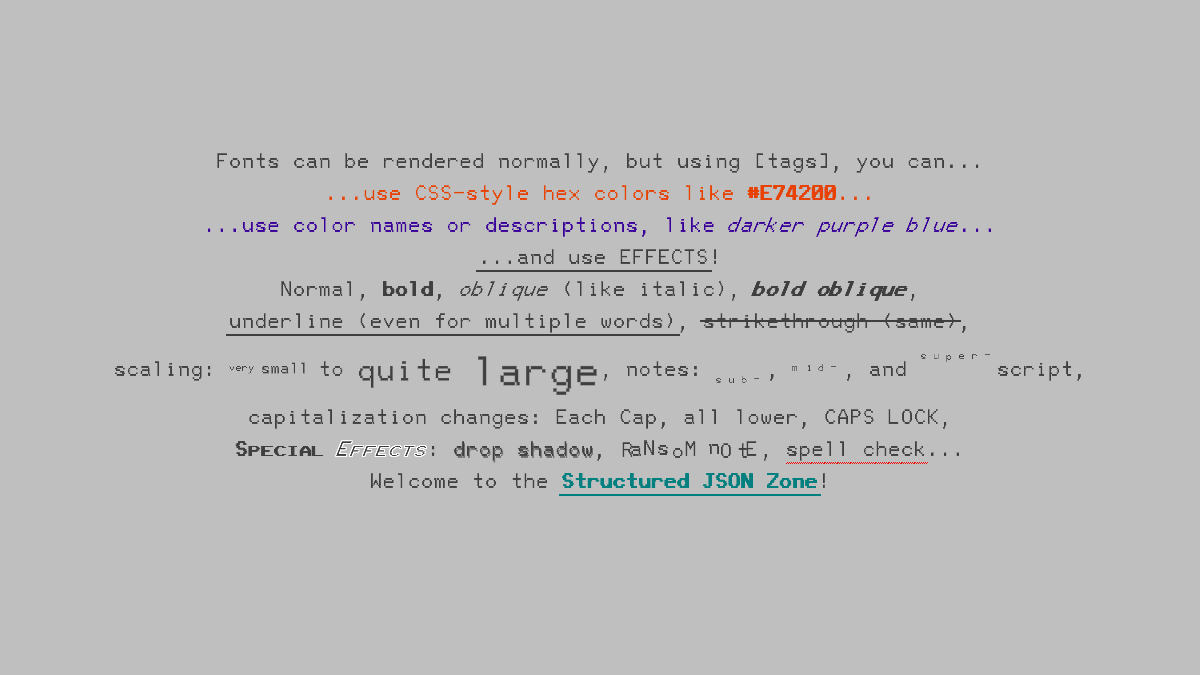 Fonts can be rendered normally, but using [tags], you can...
...use CSS-style hex colors like #E74200...
...use color names or descriptions, like darker purple blue...
...and use EFFECTS!
Normal, bold, oblique (like italic), bold oblique,
underline (even for multiple words), strikethrough (same),
scaling: very small to quite large, notes: sub-, mid-, and super-script,
capitalization changes: Each Cap, all lower, CAPS LOCK,
SPECIAL EFFECTS: drop shadow, RaNsoM nO tE, spell check...
Welcome to the Structured JSON Zone!